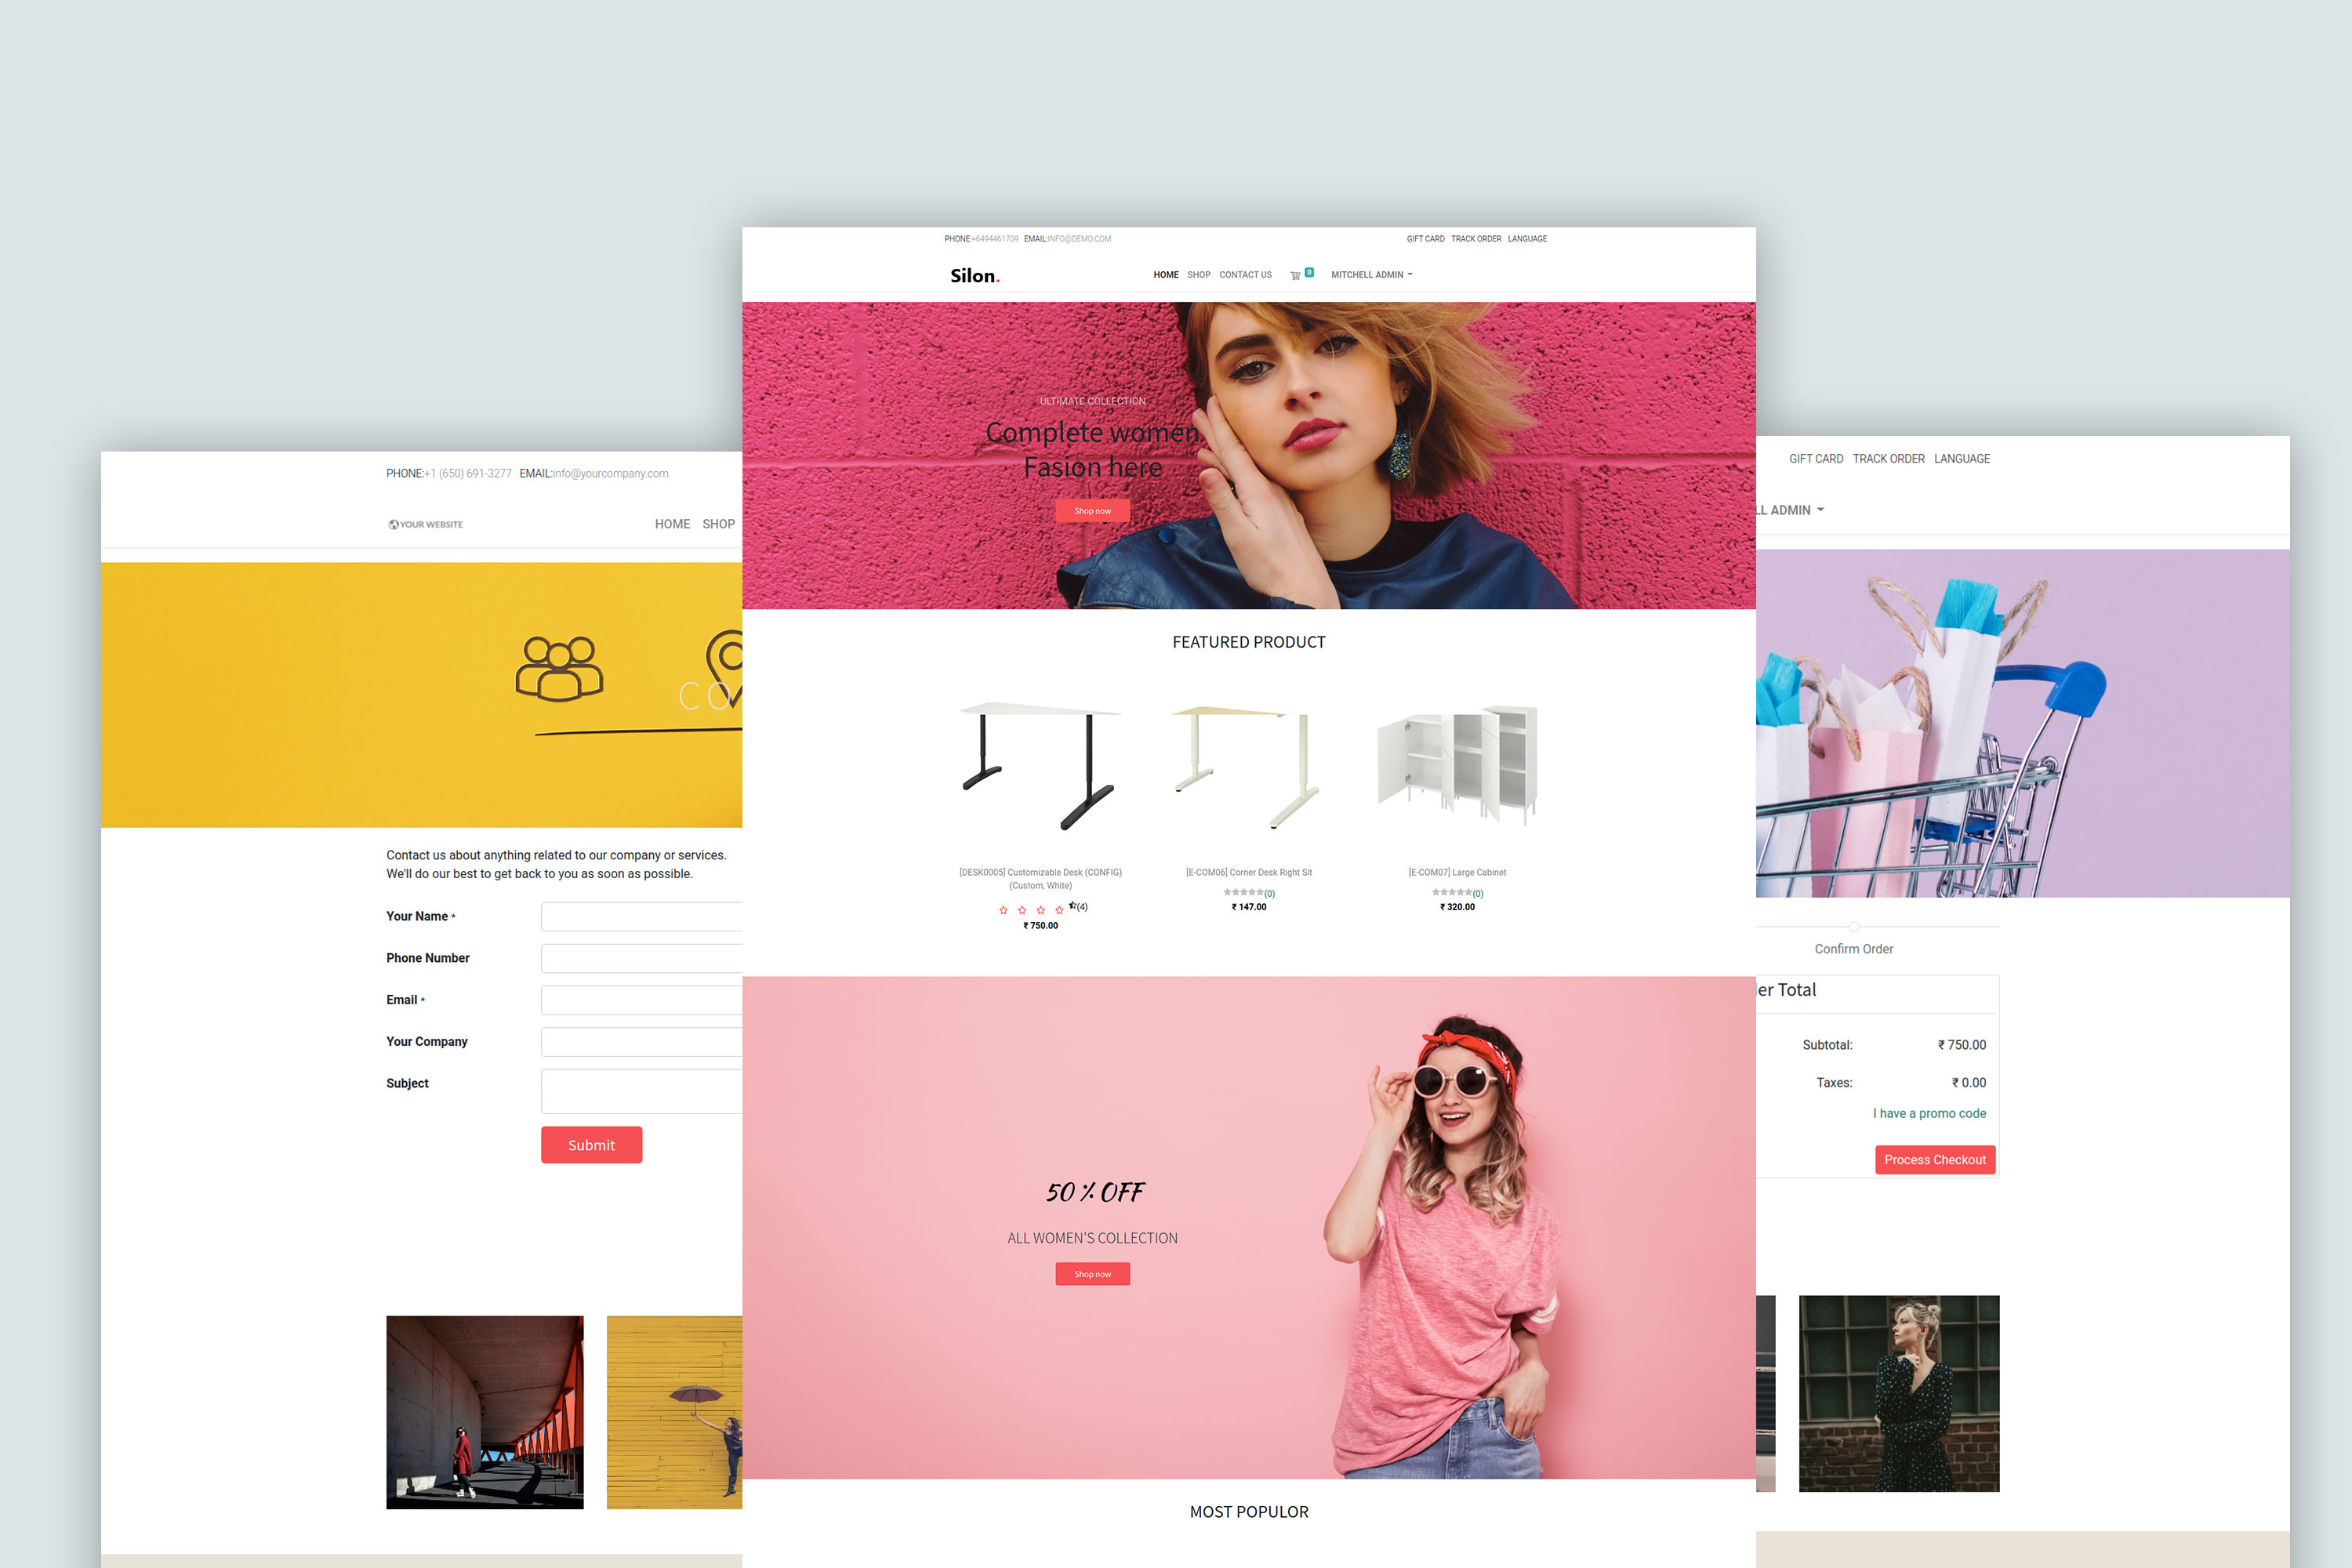 PHONE:+6494461709 EMAIL:INFO@DEMO.COM
GIFT CARD TRACK ORDER LANGUAGE
Silon.
HOME SHOP CONTACT US 0 MITCHELL ADMIN
ULTIMATE COLLECTION
Complete women
Fasion here
Shop now
FEATURED PRODUCT
[DESK0005] Customizable Desk (CONFIG)
(Custom, White)
(4)
₹ 750.00
[E-COM06] Corner Desk Right Sit
(0)
₹ 147.00
[E-COM07] Large Cabinet
(0)
₹ 320.00
50 % OFF
ALL WOMEN'S COLLECTION
Shop now
MOST POPULOR
PHONE:+1 (650) 691-3277 EMAIL:info@yourcompany.com
YOUR WEBSITE
HOME SHOP
CO
Contact us about anything related to our company or services.
We'll do our best to get back to you as soon as possible.
Your Name *
Phone Number
Email *
Your Company
Subject
Submit
GIFT CARD TRACK ORDER LANGUAGE
LL ADMIN
Confirm Order
er Total
Subtotal: ₹ 750.00
Taxes: ₹ 0.00
I have a promo code
Process Checkout